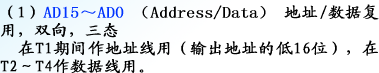 （1）AD15～AD0 （Address/Data） 地址/数据复
用，双向，三态
在T1期间作地址线用（输出地址的低16位），在
T2～T4作数据线用。